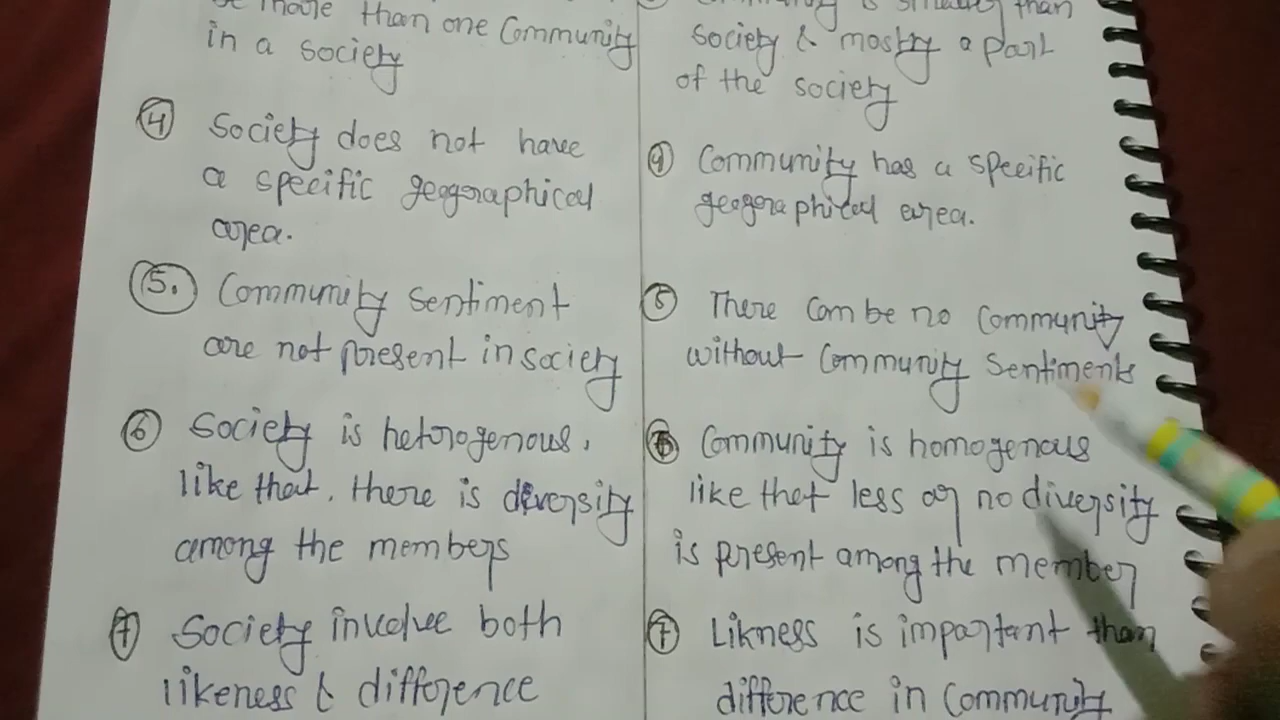 than one Community
in a society
④ Society does not have
a specific geographical
area.
⑤. Community sentiment
are not present in society
⑥ Society is heterogenous,
like that. there is diversity
among the members
⑦ Society involve both
likeness & difference
is smaller than
society & mostly a part
of the society
④ Community has a specific
geographical area.
⑤ There can be no community
without Community Sentiments
⑥ Community is homogenous
like that less or no diversity
is present among the member
⑦ Likness is important than
difference in Community